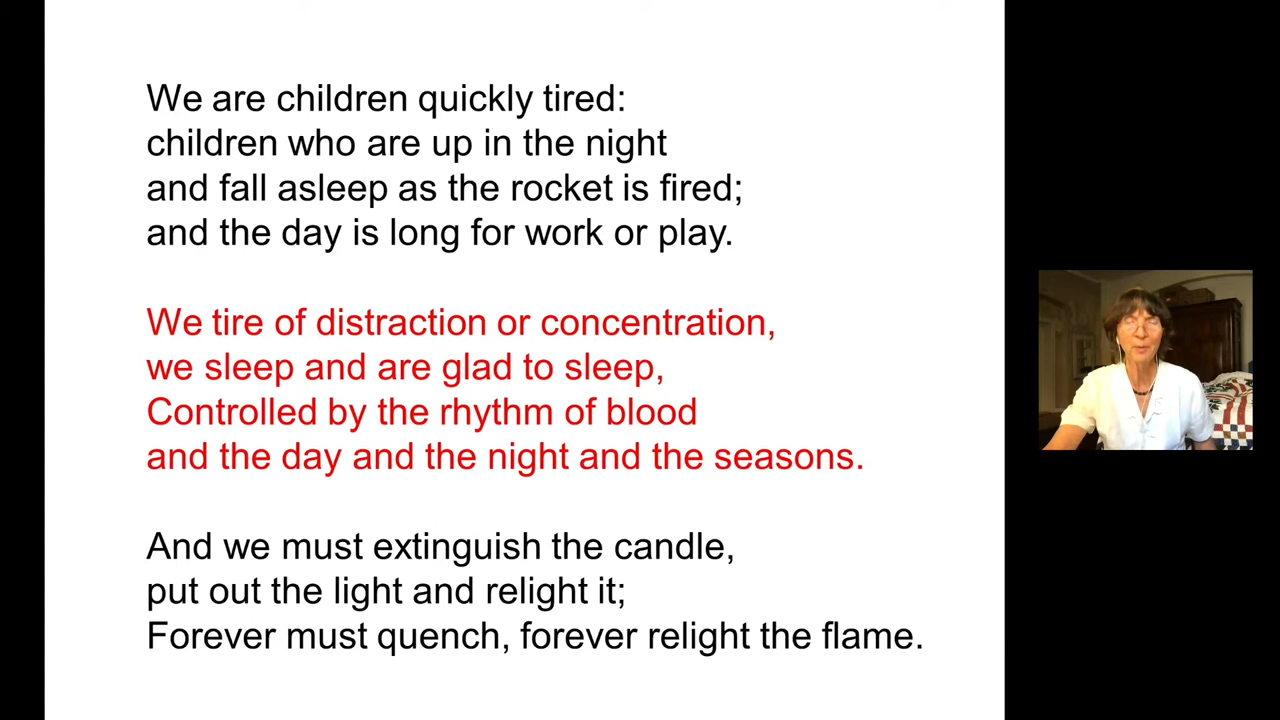 We are children quickly tired:
children who are up in the night
and fall asleep as the rocket is fired;
and the day is long for work or play.
We tire of distraction or concentration,
we sleep and are glad to sleep,
Controlled by the rhythm of blood
and the day and the night and the seasons.
And we must extinguish the candle,
put out the light and relight it;
Forever must quench, forever relight the flame.